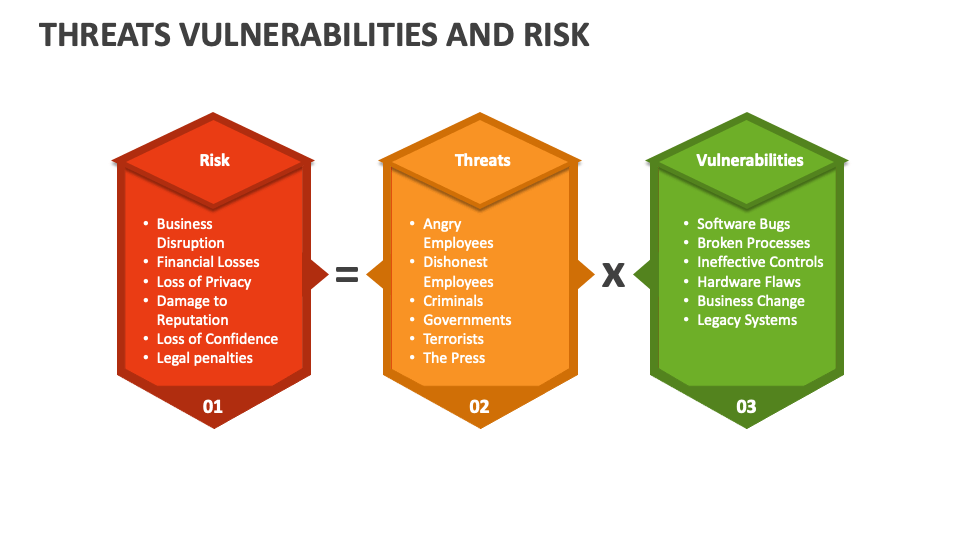 THREATS VULNERABILITIES AND RISK
Risk
• Business
Disruption
• Financial Losses
• Loss of Privacy
• Damage to
Reputation
• Loss of Confidence
• Legal penalties
01
=
Threats
• Angry
Employees
• Dishonest
Employees
• Criminals
• Governments
• Terrorists
• The Press
02
X
Vulnerabilities
• Software Bugs
• Broken Processes
• Ineffective Controls
• Hardware Flaws
• Business Change
• Legacy Systems
03